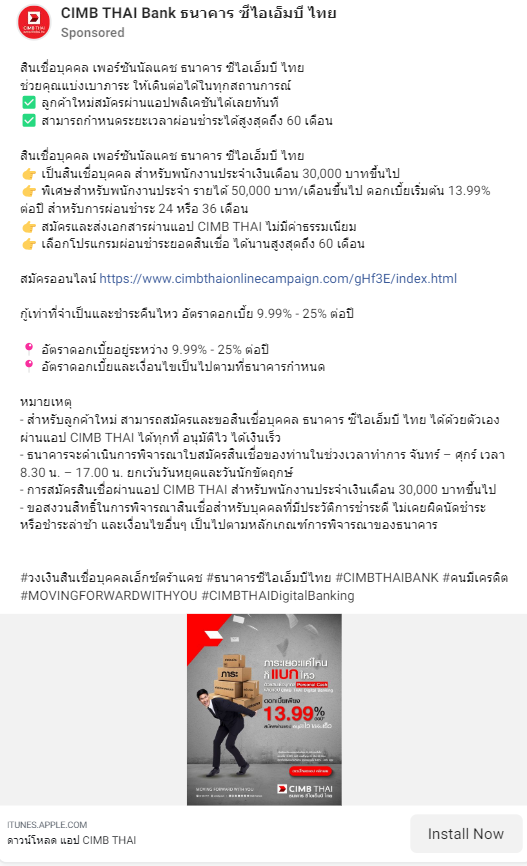 CIMB THAI Bank ธนาคาร ซีไอเอ็มบี ไทย
Sponsored
สินเชื่อบุคคล เพอร์ซันนัลแคช ธนาคาร ซีไอเอ็มบี ไทย
ช่วยคุณแบ่งเบาภาระ ให้เดินต่อได้ในทุกสถานการณ์
✅ ลูกค้าใหม่สมัครผ่านแอปพลิเคชันได้เลยทันที
✅ สามารถกำหนดระยะเวลาผ่อนชำระได้สูงสุดถึง 60 เดือน
สินเชื่อบุคคล เพอร์ซันนัลแคช ธนาคาร ซีไอเอ็มบี ไทย
👉 เป็นสินเชื่อบุคคล สำหรับพนักงานประจำเงินเดือน 30,000 บาทขึ้นไป
👉 พิเศษสำหรับพนักงานประจำ รายได้ 50,000 บาท/เดือนขึ้นไป ดอกเบี้ยเริ่มต้น 13.99%
ต่อปี สำหรับการผ่อนชำระ 24 หรือ 36 เดือน
👉 สมัครและส่งเอกสารผ่านแอป CIMB THAI ไม่มีค่าธรรมเนียม
👉 เลือกโปรแกรมผ่อนชำระยอดสินเชื่อ ได้นานสูงสุดถึง 60 เดือน
สมัครออนไลน์ https://www.cimbthaionlinecampaign.com/gHf3E/index.html
กู้เท่าที่จำเป็นและชำระคืนไหว อัตราดอกเบี้ย 9.99% - 25% ต่อปี
📍 อัตราดอกเบี้ยอยู่ระหว่าง 9.99% - 25% ต่อปี
📍 อัตราดอกเบี้ยและเงื่อนไขเป็นไปตามที่ธนาคารกำหนด
หมายเหตุ
- สำหรับลูกค้าใหม่ สามารถสมัครและขอสินเชื่อบุคคล ธนาคาร ซีไอเอ็มบี ไทย ได้ด้วยตัวเอง
ผ่านแอป CIMB THAI ได้ทุกที่ อนุมัติไว ได้เงินเร็ว
- ธนาคารจะดำเนินการพิจารณาใบสมัครสินเชื่อของท่านในช่วงเวลาทำการ จันทร์ – ศุกร์ เวลา
8.30 น. – 17.00 น. ยกเว้นวันหยุดและวันนักขัตฤกษ์
- การสมัครสินเชื่อผ่านแอป CIMB THAI สำหรับพนักงานประจำเงินเดือน 30,000 บาทขึ้นไป
- ขอสงวนสิทธิ์ในการพิจารณาสินเชื่อสำหรับบุคคลที่มีประวัติการชำระดี ไม่เคยผิดนัดชำระ
หรือชำระล่าช้า และเงื่อนไขอื่นๆ เป็นไปตามหลักเกณฑ์การพิจารณาของธนาคาร
#วงเงินสินเชื่อบุคคลเอ็กซ์ตร้าแคช #ธนาคารซีไอเอ็มบีไทย #CIMBTHAIBANK #คนมีเครดิต
#MOVINGFORWARDWITHYOU #CIMBTHAIDigitalBanking
ภาระเยอะแค่ไหน
ก็แบกไหว
Personal Cash
ภาระ
ดอกเบี้ยเพียง
13.99%
MOVING FORWARD WITH YOU
CIMB THAI
ธนาคาร ซีไอเอ็มบี ไทย
ITUNES.APPLE.COM
ดาวน์โหลด แอป CIMB THAI
Install Now